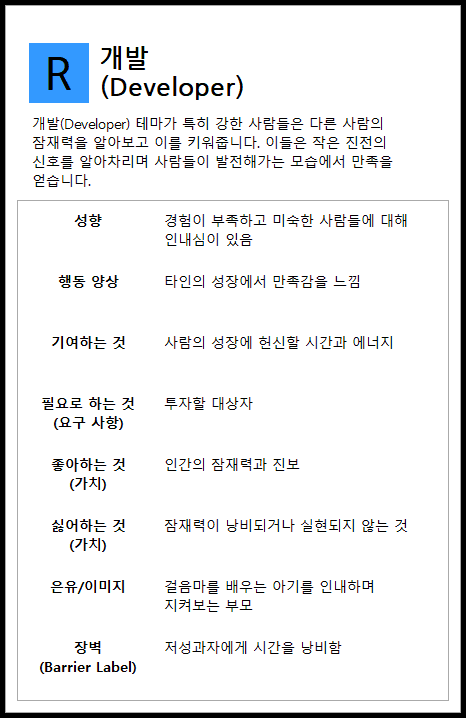 R
개발
(Developer)
개발(Developer) 테마가 특히 강한 사람들은 다른 사람의
잠재력을 알아보고 이를 키워줍니다. 이들은 작은 진전의
신호를 알아차리며 사람들이 발전해가는 모습에서 만족을
얻습니다.
성향
경험이 부족하고 미숙한 사람들에 대해
인내심이 있음
행동 양상
타인의 성장에서 만족감을 느낌
기여하는 것
사람의 성장에 헌신할 시간과 에너지
필요로 하는 것
(요구 사항)
투자할 대상자
좋아하는 것
(가치)
인간의 잠재력과 진보
싫어하는 것
(가치)
잠재력이 낭비되거나 실현되지 않는 것
은유/이미지
걸음마를 배우는 아기를 인내하며
지켜보는 부모
장벽
(Barrier Label)
저성과자에게 시간을 낭비함